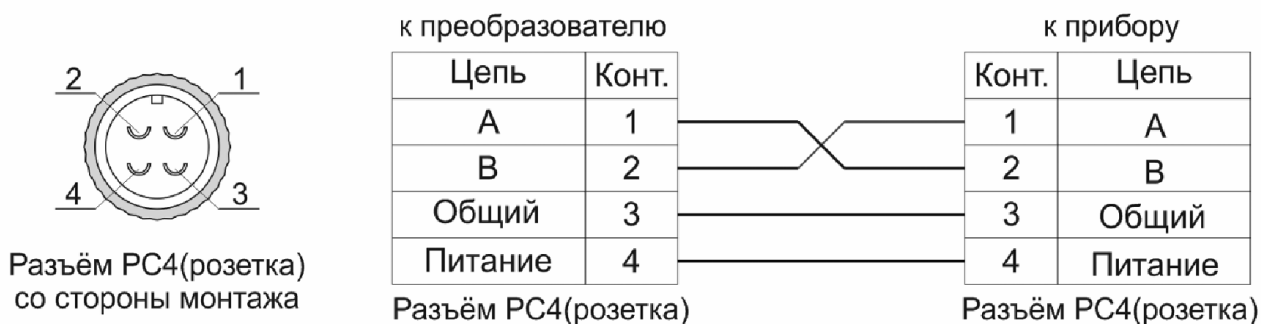 2
1
4
3
Разъём РС4(розетка)
со стороны монтажа
к преобразователю
Цепь Конт.
А 1
В 2
Общий 3
Питание 4
Разъём РС4(розетка)
к прибору
Конт. Цепь
1 А
2 В
3 Общий
4 Питание
Разъём РС4(розетка)